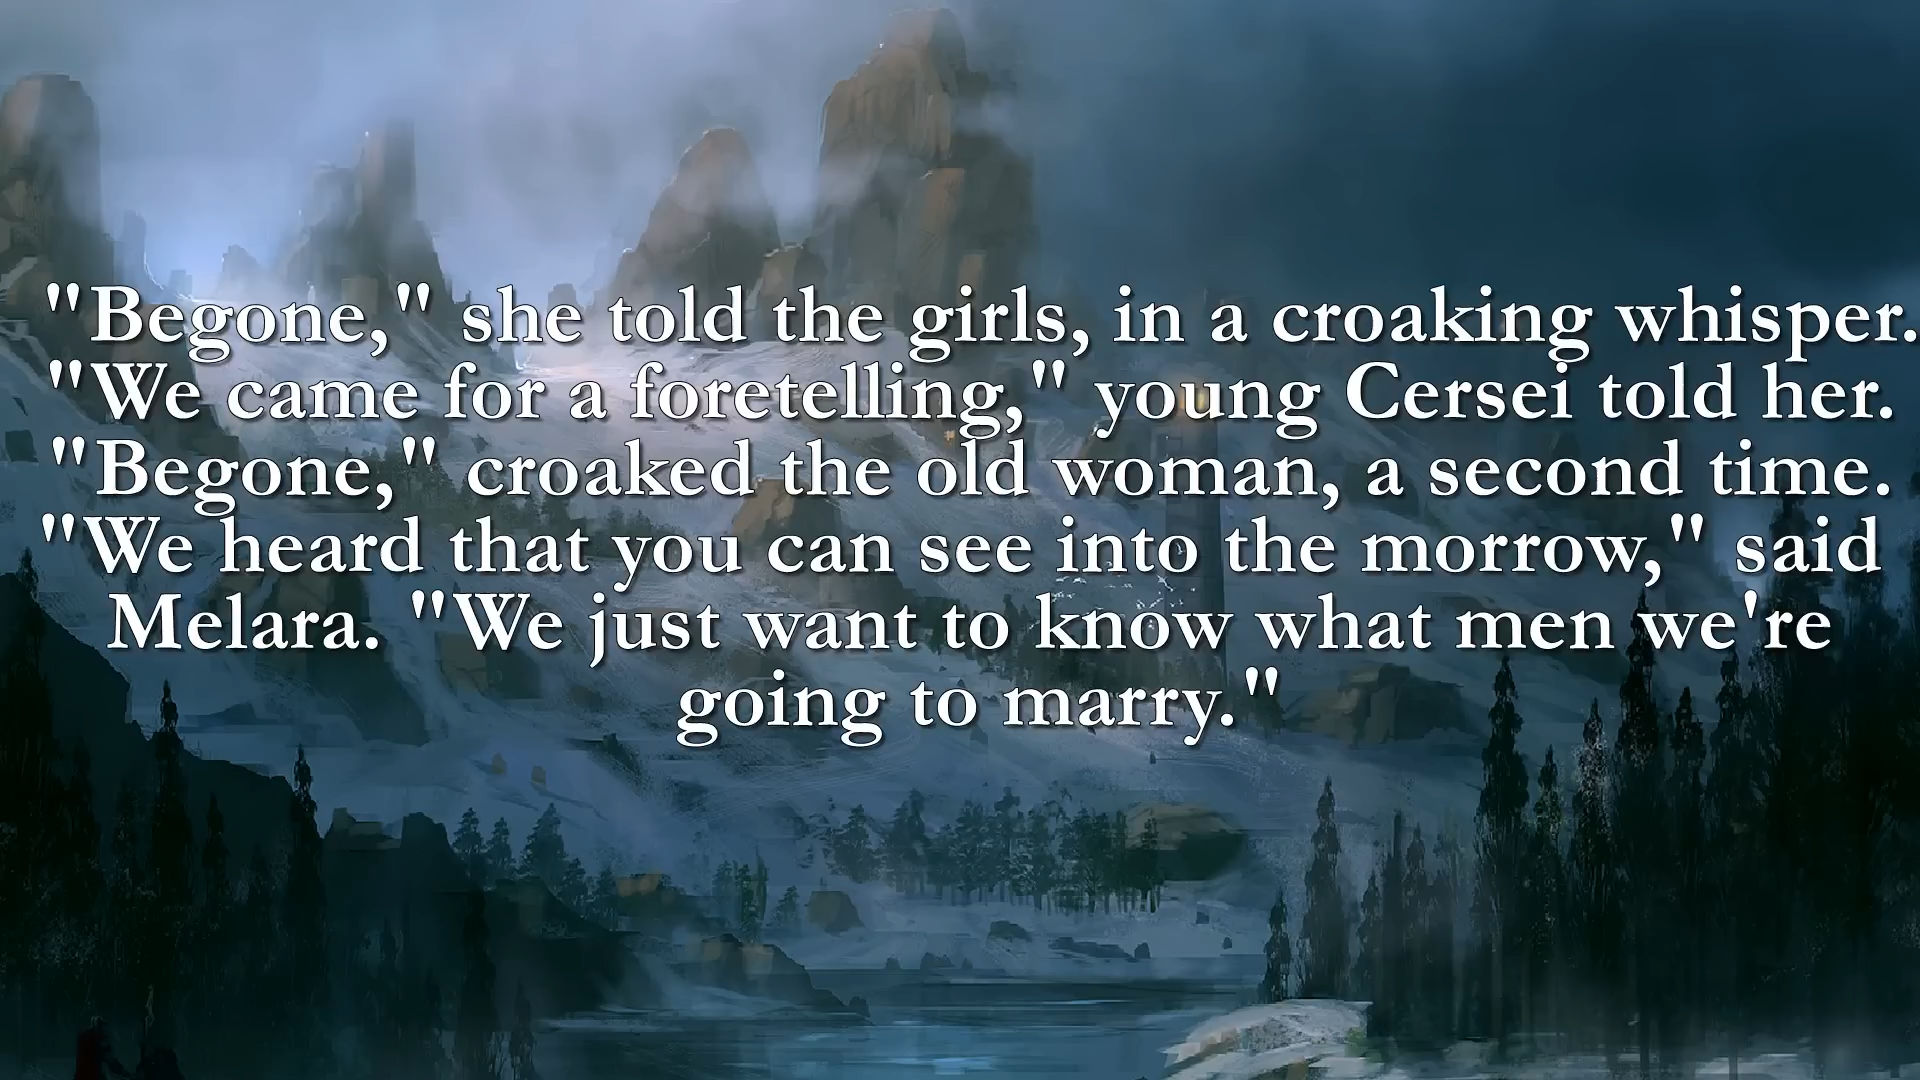 "Begone," she told the girls, in a croaking whisper.
"We came for a foretelling," young Cersei told her.
"Begone," croaked the old woman, a second time.
"We heard that you can see into the morrow," said
Melara. "We just want to know what men we're
going to marry."